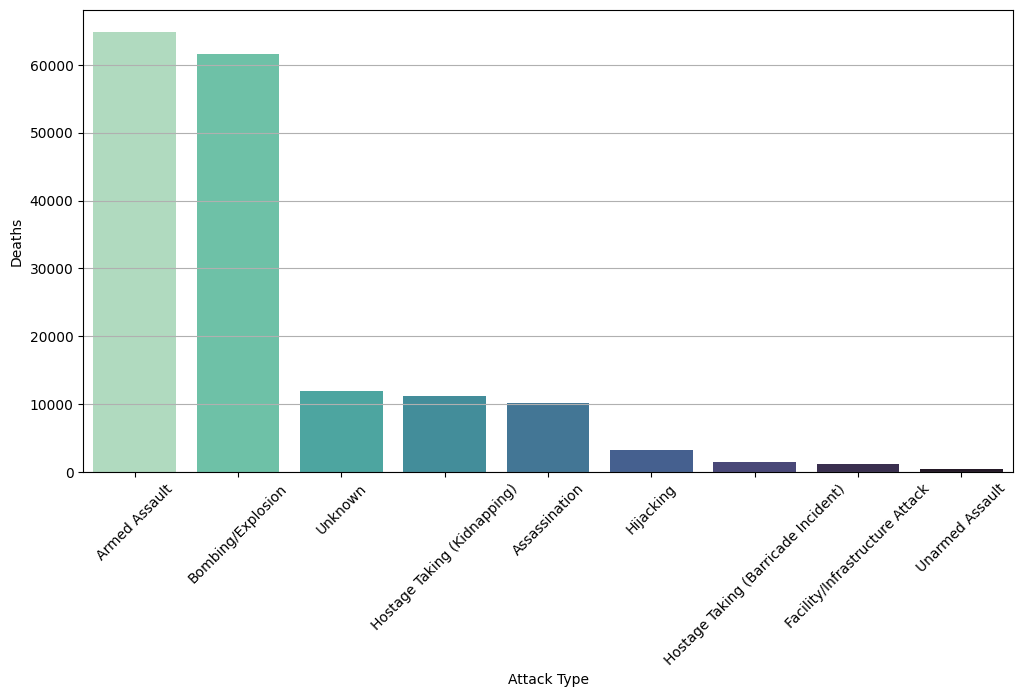 60000
50000
40000
30000
20000
10000
0
Deaths
Armed Assault
Bombing/Explosion
Unknown
Hostage Taking (Kidnapping)
Assassination
Hijacking
Hostage Taking (Barricade Incident)
Facility/Infrastructure Attack
Unarmed Assault
Attack Type